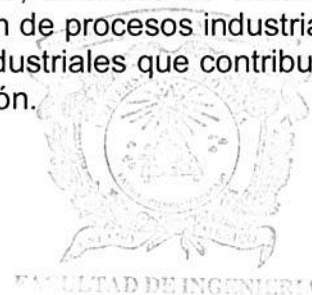 n de procesos industria
dustriales que contribu
ón.
FACULTAD DE INGENIERIA